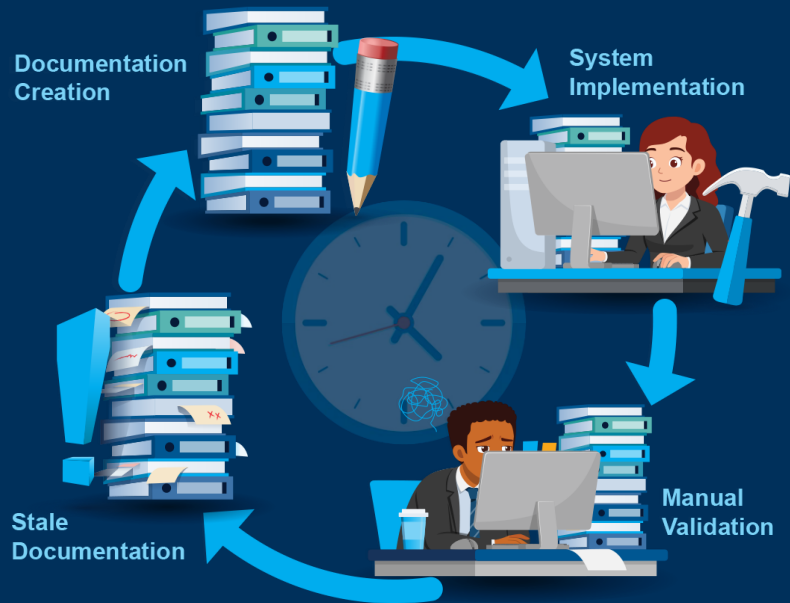 Documentation
Creation
System
Implementation
Manual
Validation
Stale
Documentation